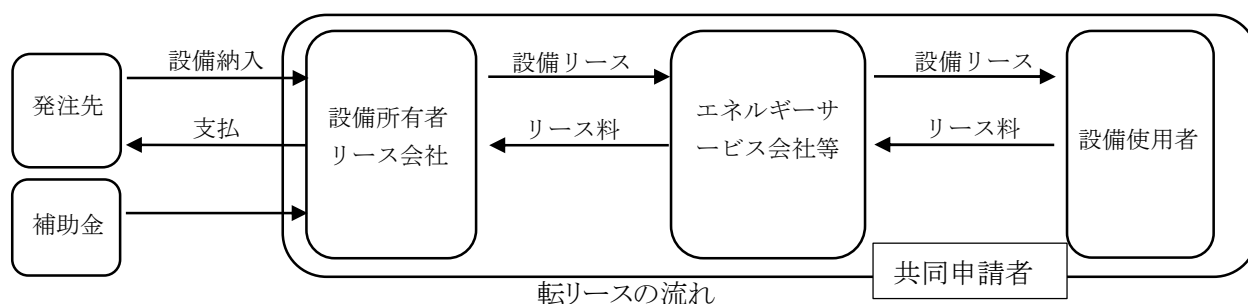 設備納入
設備リース
設備リース
発注先
設備所有者
リース会社
エネルギーサ
ービス会社等
設備使用者
支払
リース料
リース料
補助金
共同申請者
転リースの流れ